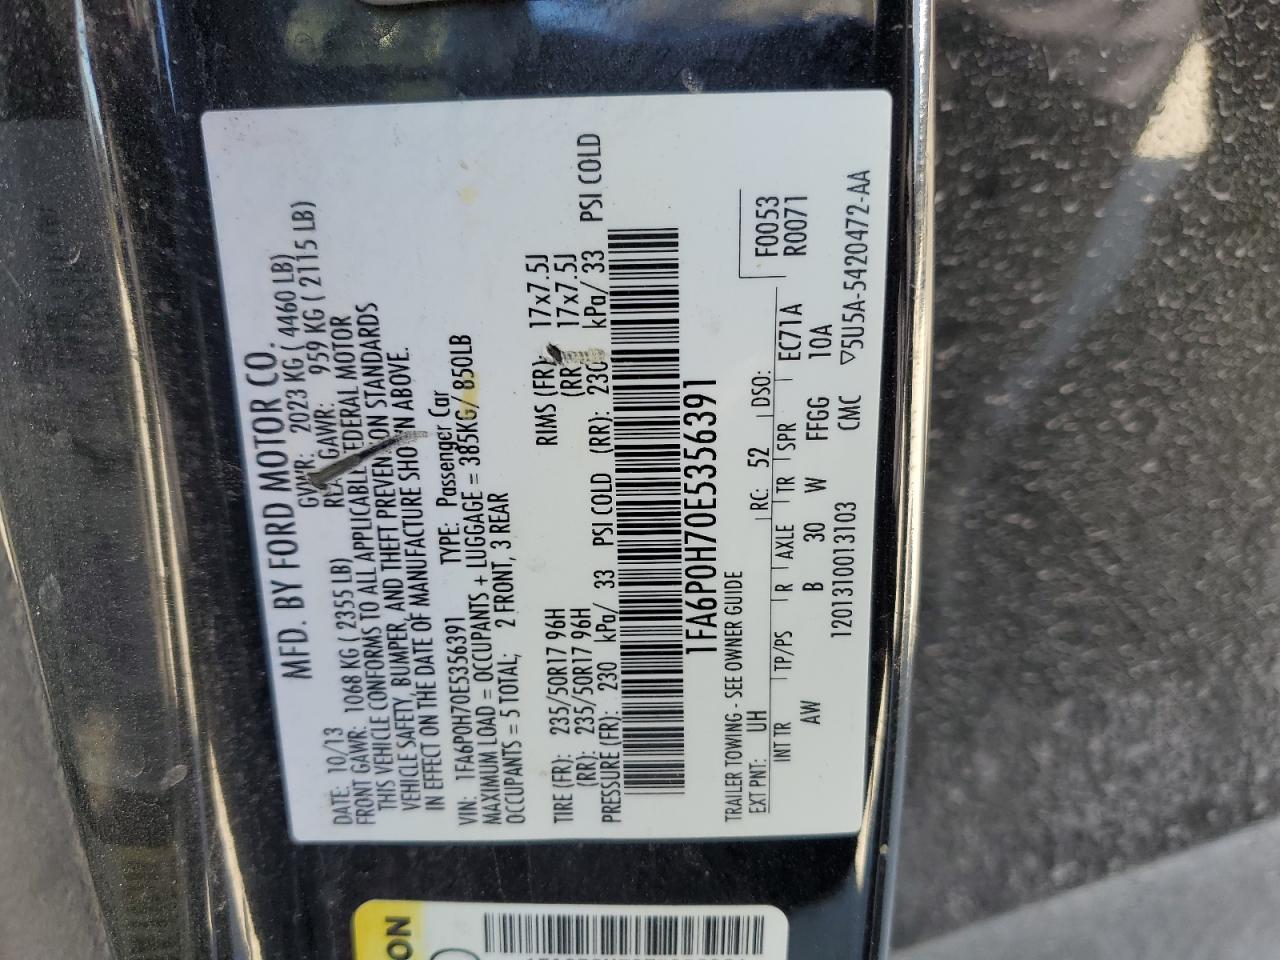 MFD. BY FORD MOTOR CO.
DATE: 10/13 GVWR: 2023 KG ( 4460 LB)
FRONT GAWR: 1068 KG ( 2355 LB) REAR GAWR: 959 KG ( 2115 LB)
THIS VEHICLE CONFORMS TO ALL APPLICABLE FEDERAL MOTOR
VEHICLE SAFETY, BUMPER, AND THEFT PREVENTION STANDARDS
IN EFFECT ON THE DATE OF MANUFACTURE SHOWN ABOVE.
VIN: 1FA6P0H70E5356391 TYPE: Passenger Car
MAXIMUM LOAD = OCCUPANTS + LUGGAGE = 385KG/ 850LB
OCCUPANTS = 5 TOTAL; 2 FRONT, 3 REAR
TIRE (FR): 235/50R17 96H RIMS (FR): 17x7.5J
(RR): 235/50R17 96H (RR): 17x7.5J
PRESSURE (FR): 230 kPa/ 33 PSI COLD (RR): 230 kPa/ 33 PSI COLD
1FA6P0H70E5356391
TRAILER TOWING - SEE OWNER GUIDE
F0053
R0071
EXT PNT: UH RC: 52 DSO:
INT TR TP/PS R AXLE TR SPR EC71A
AW B 30 W FFGG 10A
1201310013103 CMC ▽5U5A-5420472-AA
ON